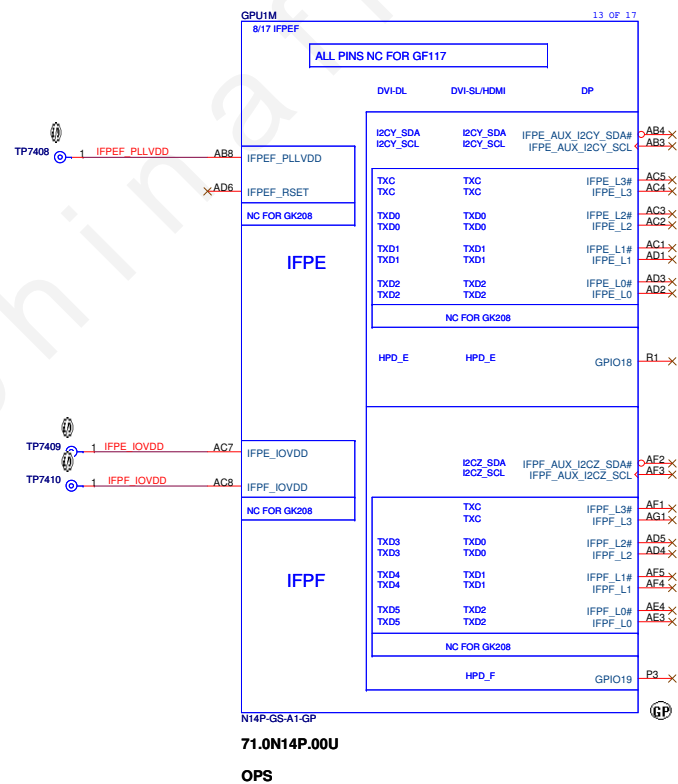 GPU1M 13 OF 17
8/17 IFPEF
ALL PINS NC FOR GF117
DVI-DL DVI-SL/HDMI DP
I2CY_SDA I2CY_SDA IFPE_AUX_I2CY_SDA# AB4
I2CY_SCL I2CY_SCL IFPE_AUX_I2CY_SCL AB3
TP7408 1 IFPEF_PLLVDD AB8 IFPEF_PLLVDD
TXC TXC IFPE_L3# AC5
TXC TXC IFPE_L3 AC4
AD6 IFPEF_RSET
NC FOR GK208
TXD0 TXD0 IFPE_L2# AC3
TXD0 TXD0 IFPE_L2 AC2
TXD1 TXD1 IFPE_L1# AC1
TXD1 TXD1 IFPE_L1 AD1
IFPE
TXD2 TXD2 IFPE_L0# AD3
TXD2 TXD2 IFPE_L0 AD2
NC FOR GK208
HPD_E HPD_E GPIO18 R1
TP7409 1 IFPE_IOVDD AC7 IFPE_IOVDD
I2CZ_SDA IFPF_AUX_I2CZ_SDA# AF2
I2CZ_SCL IFPF_AUX_I2CZ_SCL AF3
TP7410 1 IFPF_IOVDD AC8 IFPF_IOVDD
NC FOR GK208
TXC IFPF_L3# AF1
TXC IFPF_L3 AG1
TXD3 TXD0 IFPF_L2# AD5
TXD3 TXD0 IFPF_L2 AD4
IFPF
TXD4 TXD1 IFPF_L1# AF5
TXD4 TXD1 IFPF_L1 AF4
TXD5 TXD2 IFPF_L0# AE4
TXD5 TXD2 IFPF_L0 AE3
NC FOR GK208
HPD_F GPIO19 P3
GP
N14P-GS-A1-GP
71.0N14P.00U
OPS